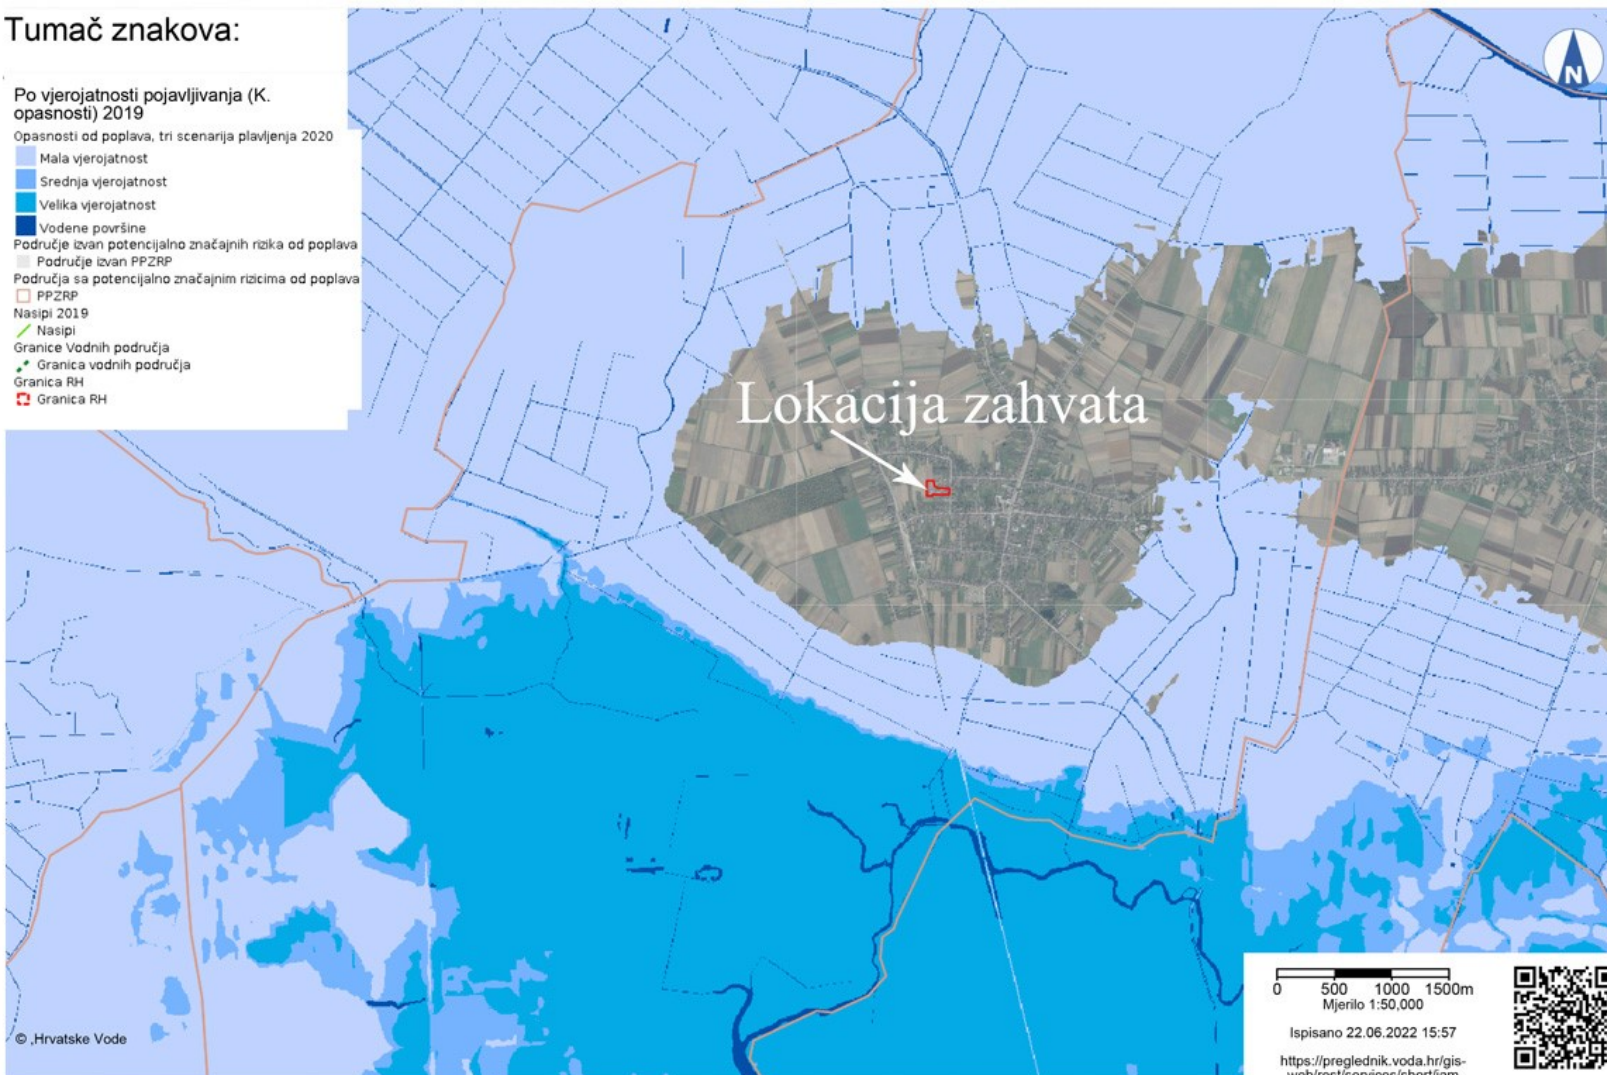 Tumač znakova:
Po vjerojatnosti pojavljivanja (K.
opasnosti) 2019
Opasnosti od poplava, tri scenarija plavljenja 2020
Mala vjerojatnost
Srednja vjerojatnost
Velika vjerojatnost
Vodene površine
Područje izvan potencijalno značajnih rizika od poplava
Područje izvan PPZRP
Područja sa potencijalno značajnim rizicima od poplava
PPZRP
Nasipi 2019
Nasipi
Granice Vodnih područja
Granica vodnih područja
Granica RH
Granica RH
N
Lokacija zahvata
0 500 1000 1500m
Mjerilo 1:50,000
Ispisano 22.06.2022 15:57
https://preglednik.voda.hr/gis-
© ,Hrvatske Vode